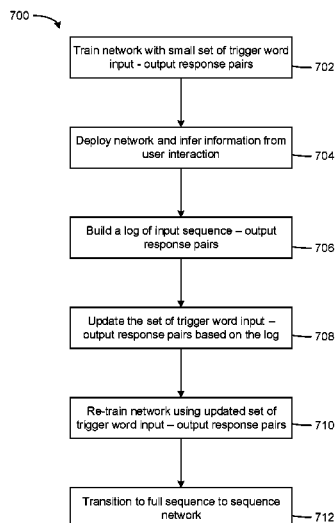 700
Train network with small set of trigger word
input - output response pairs
702
Deploy network and infer information from
user interaction
704
Build a log of input sequence – output
response pairs
706
Update the set of trigger word input –
output response pairs based on the log
708
Re-train network using updated set of
trigger word input – output response pairs
710
Transition to full sequence to sequence
network
712